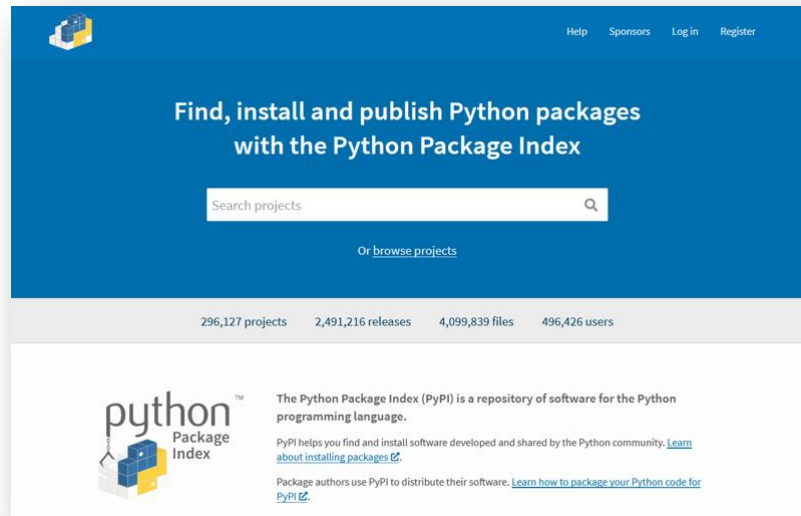 Help Sponsors Log in Register
Find, install and publish Python packages
with the Python Package Index
Search projects
Or browse projects
296,127 projects 2,491,216 releases 4,099,839 files 496,426 users
python™
Package
Index
The Python Package Index (PyPI) is a repository of software for the Python
programming language.
PyPI helps you find and install software developed and shared by the Python community. Learn
about installing packages.
Package authors use PyPI to distribute their software. Learn how to package your Python code for
PyPI.